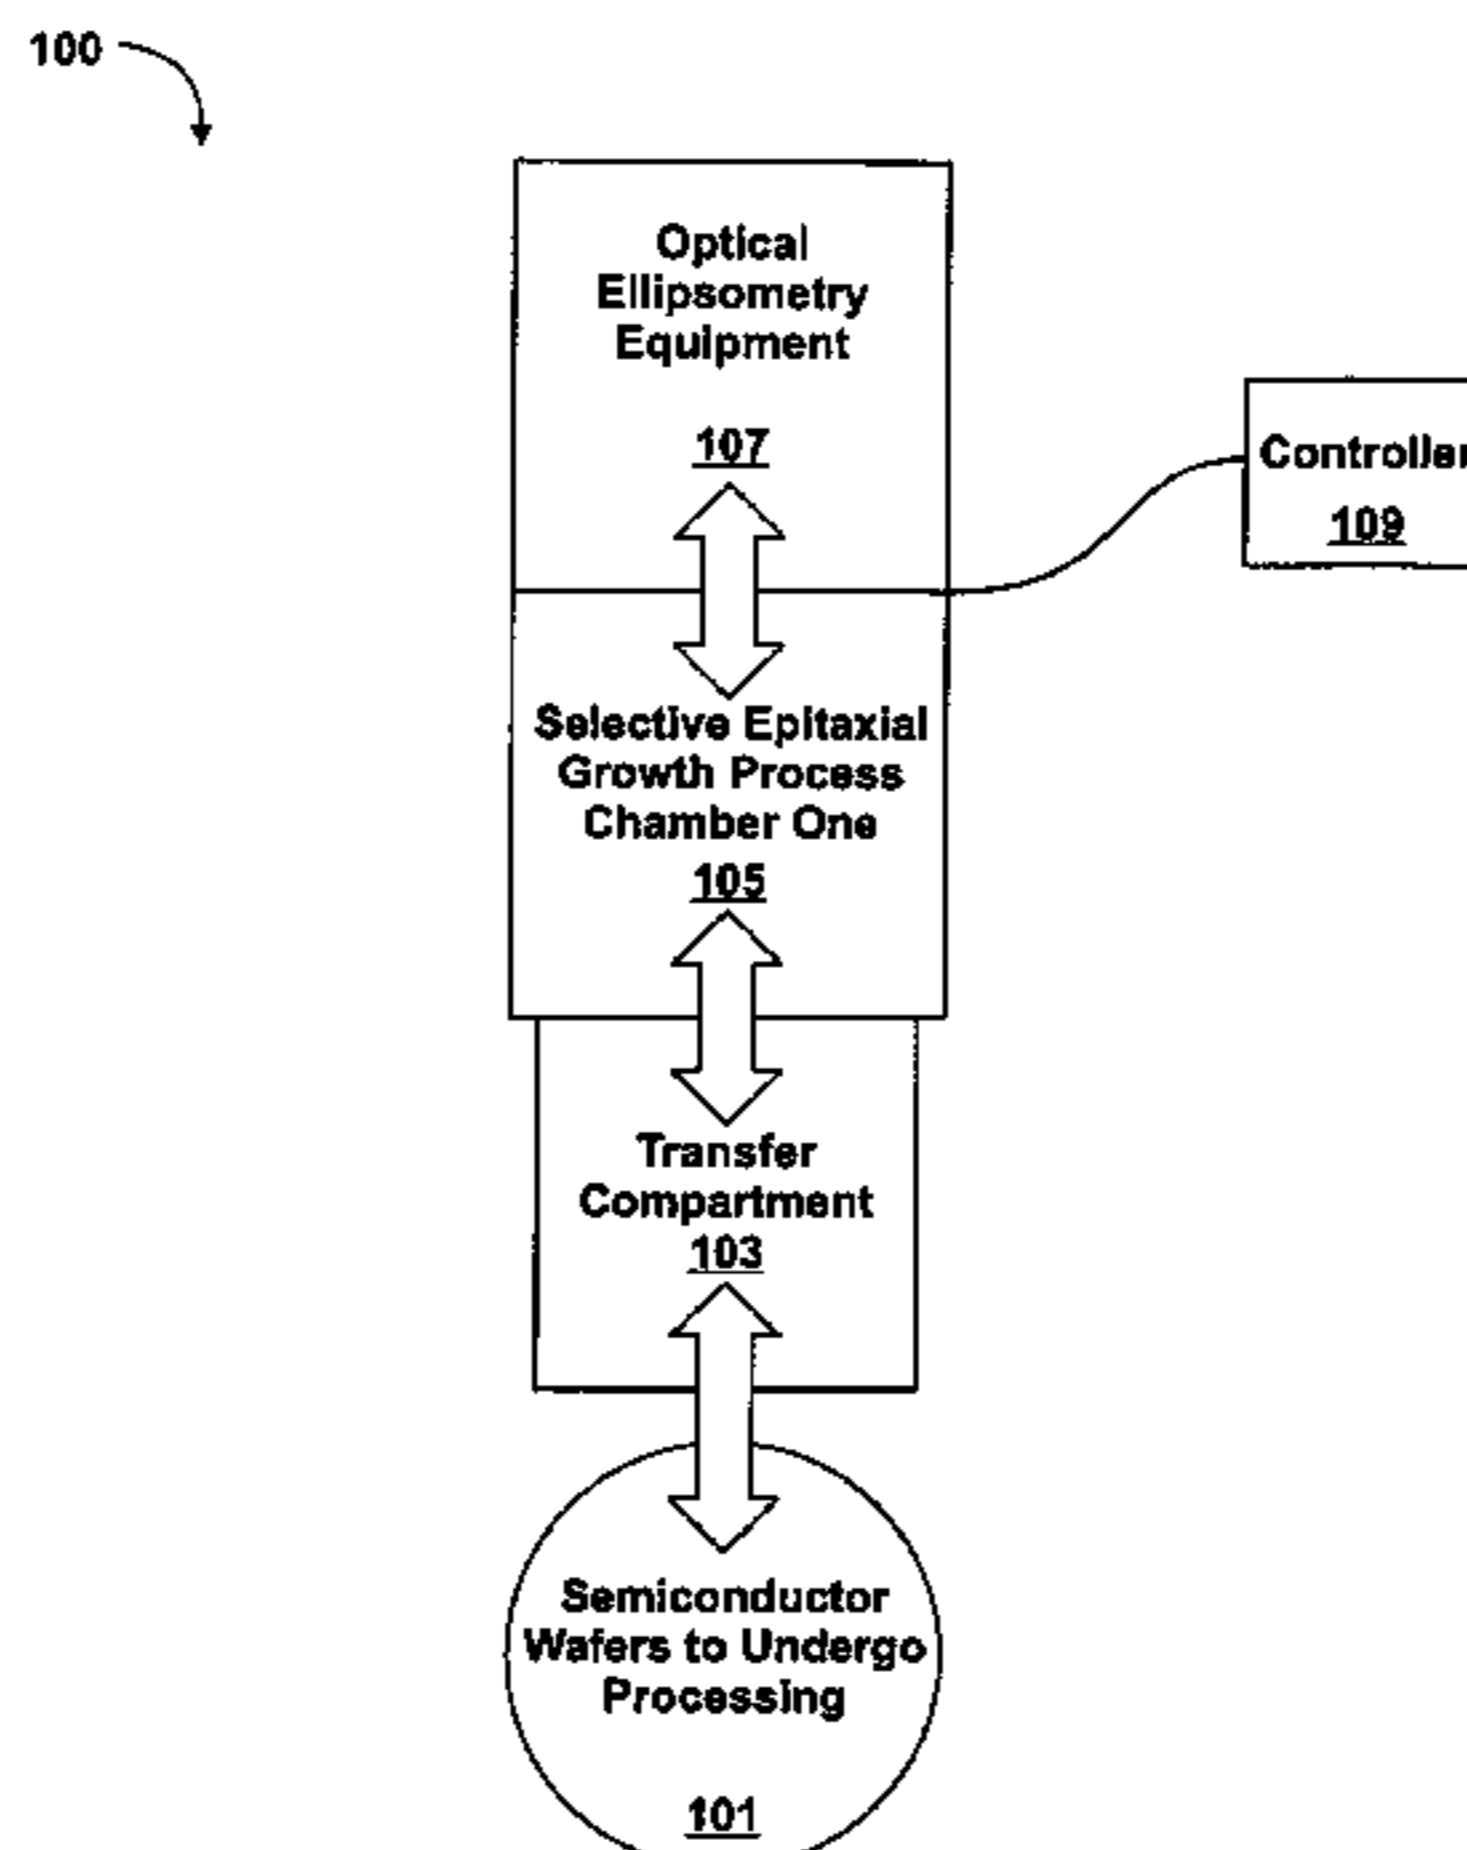 100
Optical
Ellipsometry
Equipment
107
Controller
109
Selective Epitaxial
Growth Process
Chamber One
105
Transfer
Compartment
103
Semiconductor
Wafers to Undergo
Processing
101